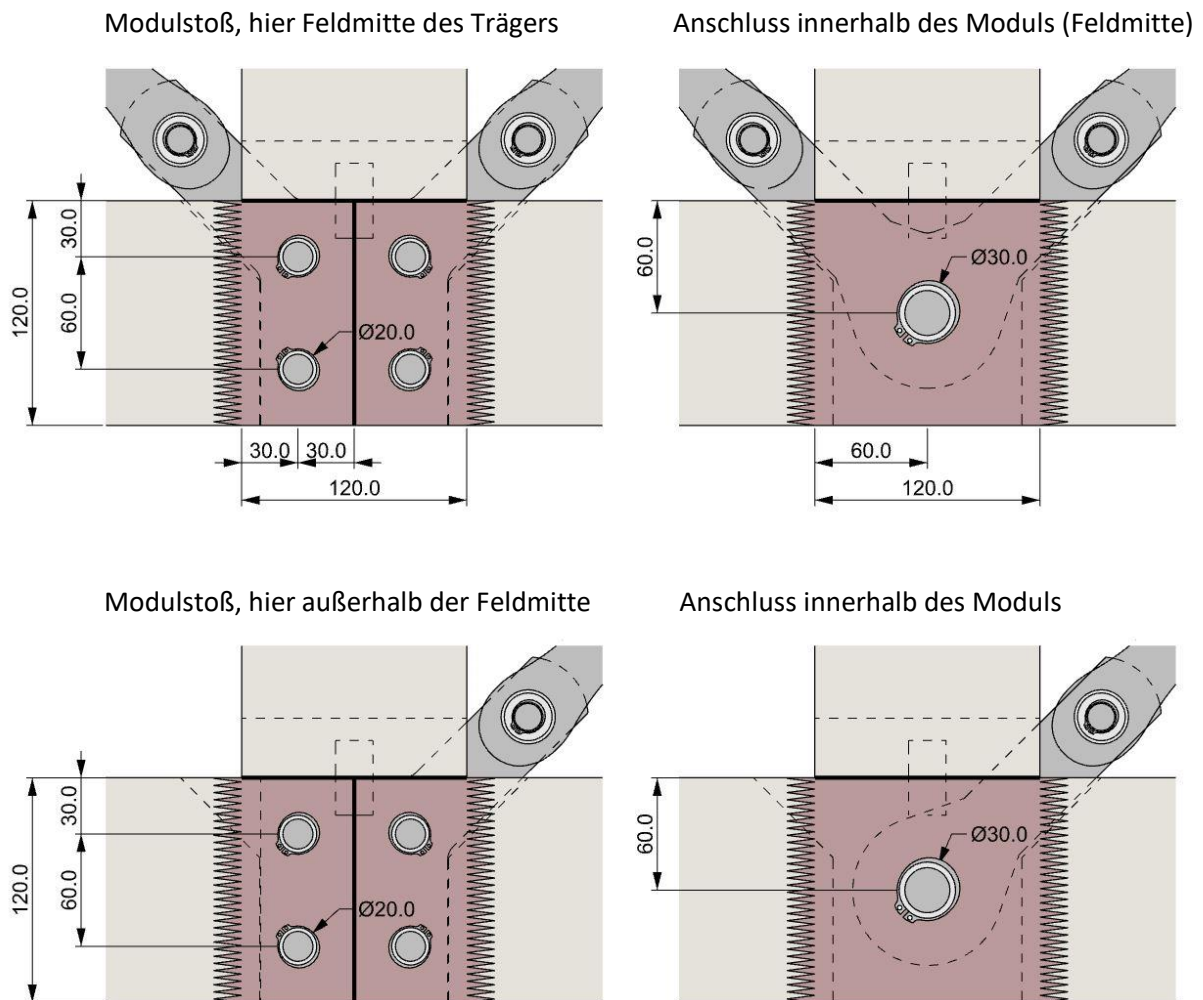 Modulstoß, hier Feldmitte des Trägers
Anschluss innerhalb des Moduls (Feldmitte)
30.0
60.0
120.0
Ø20.0
30.0 30.0
120.0
60.0
Ø30.0
60.0
120.0
Modulstoß, hier außerhalb der Feldmitte
Anschluss innerhalb des Moduls
30.0
60.0
120.0
Ø20.0
60.0
Ø30.0